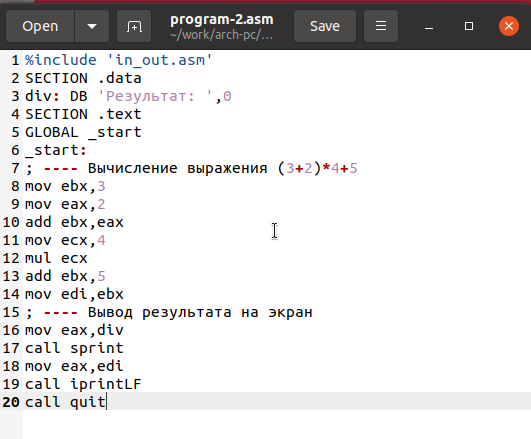 Open
program-2.asm
~/work/arch-pc/...
Save
1 %include 'in_out.asm'
2 SECTION .data
3 div: DB 'Результат: ',0
4 SECTION .text
5 GLOBAL _start
6 _start:
7 ; ---- Вычисление выражения (3+2)*4+5
8 mov ebx,3
9 mov eax,2
10 add ebx,eax
11 mov ecx,4
12 mul ecx
13 add ebx,5
14 mov edi,ebx
15 ; ---- Вывод результата на экран
16 mov eax,div
17 call sprint
18 mov eax,edi
19 call iprintLF
20 call quit